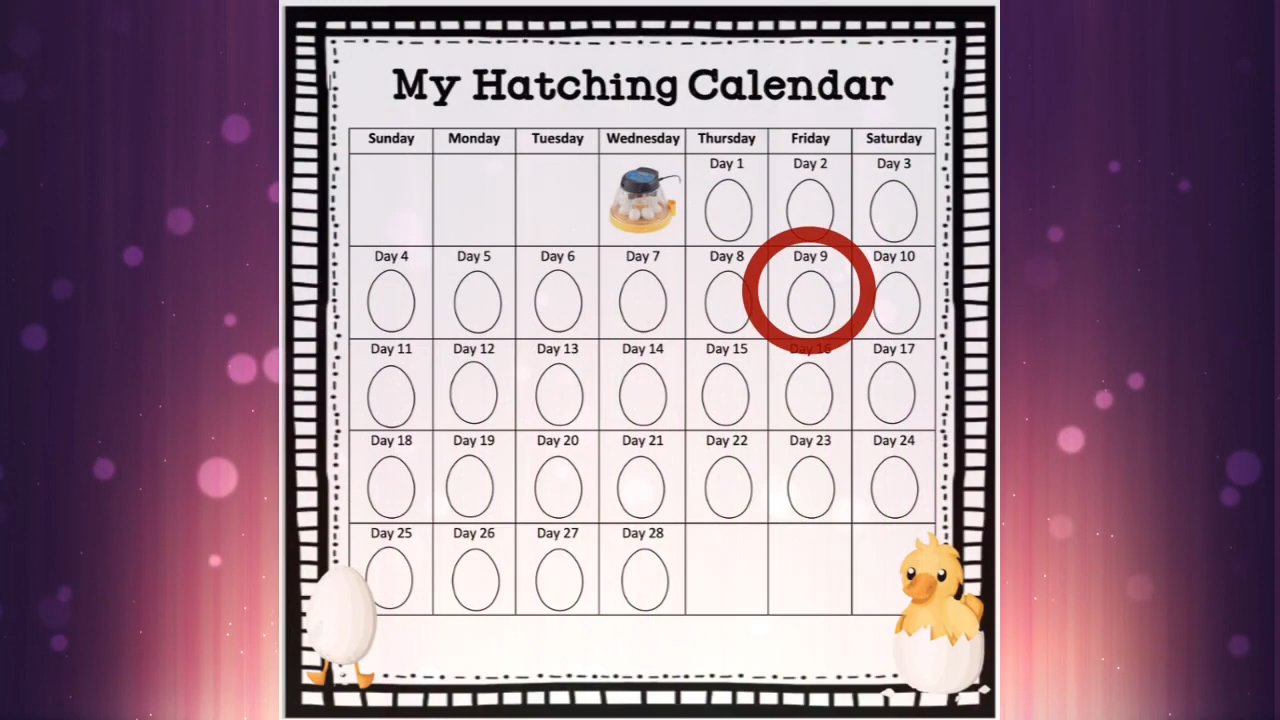 My Hatching Calendar
Sunday Monday Tuesday Wednesday Thursday Friday Saturday
Day 1 Day 2 Day 3
Day 4 Day 5 Day 6 Day 7 Day 8 Day 9 Day 10
Day 11 Day 12 Day 13 Day 14 Day 15 Day 16 Day 17
Day 18 Day 19 Day 20 Day 21 Day 22 Day 23 Day 24
Day 25 Day 26 Day 27 Day 28